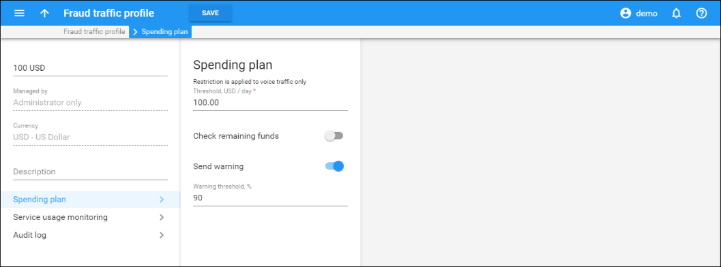 Fraud traffic profile
SAVE
demo
Fraud traffic profile
Spending plan
100 USD
Managed by
Administrator only
Currency
USD - US Dollar
Description
Spending plan
Service usage monitoring
Audit log
Spending plan
Restriction is applied to voice traffic only
Threshold, USD / day *
100.00
Check remaining funds
Send warning
Warning threshold, %
90